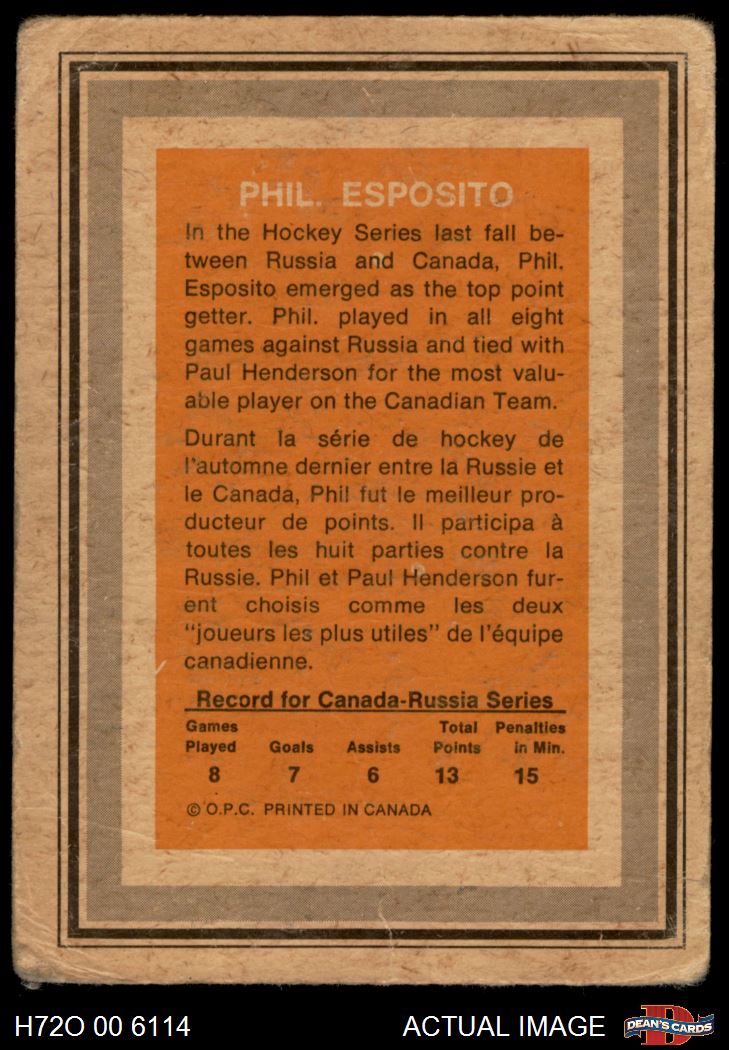 PHIL. ESPOSITO
In the Hockey Series last fall be-
tween Russia and Canada, Phil.
Esposito emerged as the top point
getter. Phil. played in all eight
games against Russia and tied with
Paul Henderson for the most valu-
able player on the Canadian Team.
Durant la série de hockey de
l'automne dernier entre la Russie et
le Canada, Phil fut le meilleur pro-
ducteur de points. Il participa à
toutes les huit parties contre la
Russie. Phil et Paul Henderson fur-
ent choisis comme les deux
"joueurs les plus utiles" de l'équipe
canadienne.
Record for Canada-Russia Series
Games Total Penalties
Played Goals Assists Points in Min.
8 7 6 13 15
© O.P.C. PRINTED IN CANADA
H72O 00 6114 ACTUAL IMAGE DEAN'S CARDS